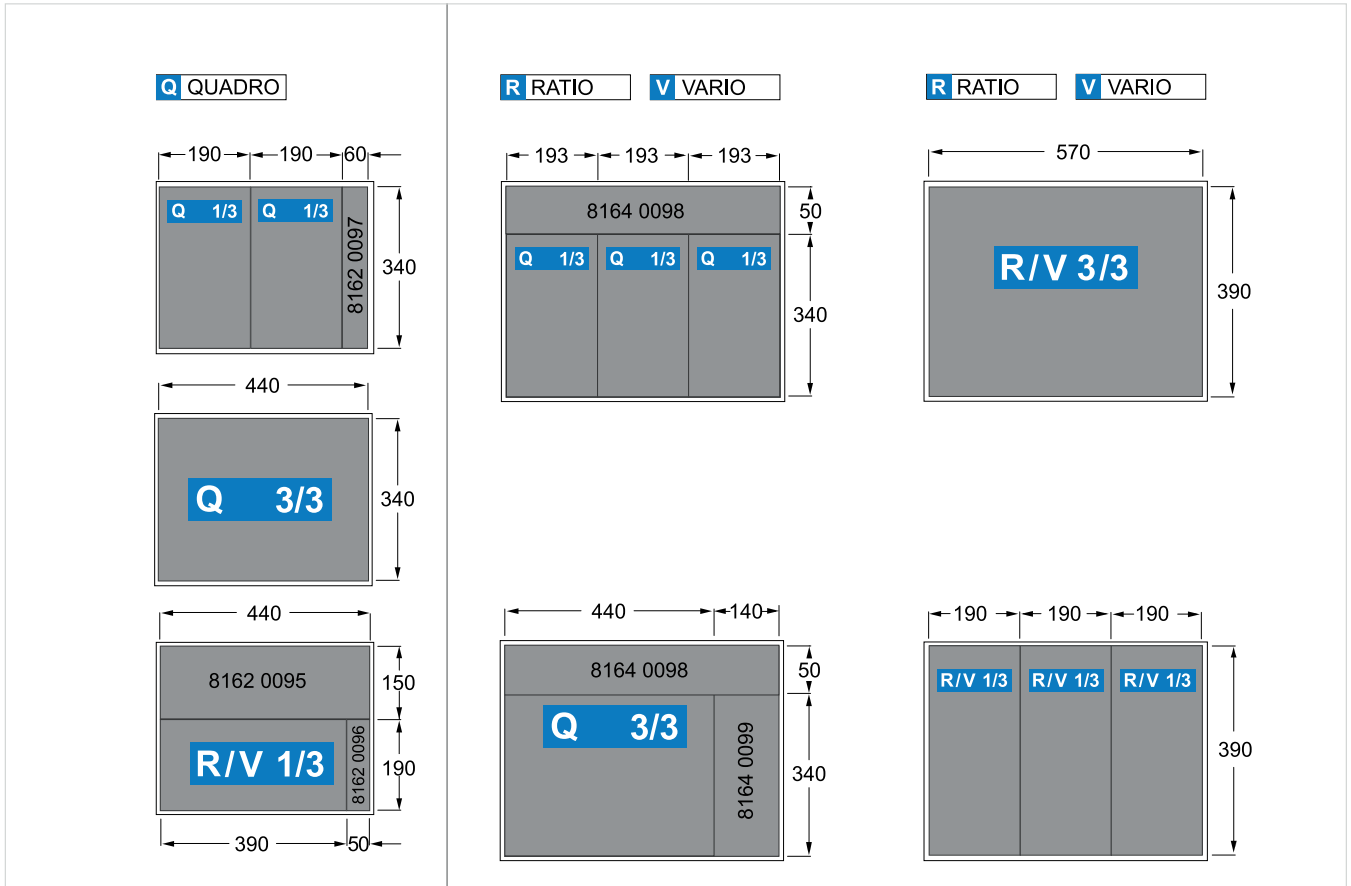 Q QUADRO
190 190 60
Q 1/3 Q 1/3
8162 0097
340
440
Q 3/3
340
440
8162 0095
150
R/V 1/3
8162 0096
190
390 50
R RATIO V VARIO
193 193 193
8164 0098
50
Q 1/3 Q 1/3 Q 1/3
340
440 140
8164 0098
50
Q 3/3
8164 0099
340
R RATIO V VARIO
570
R/V 3/3
390
190 190 190
R/V 1/3 R/V 1/3 R/V 1/3
390